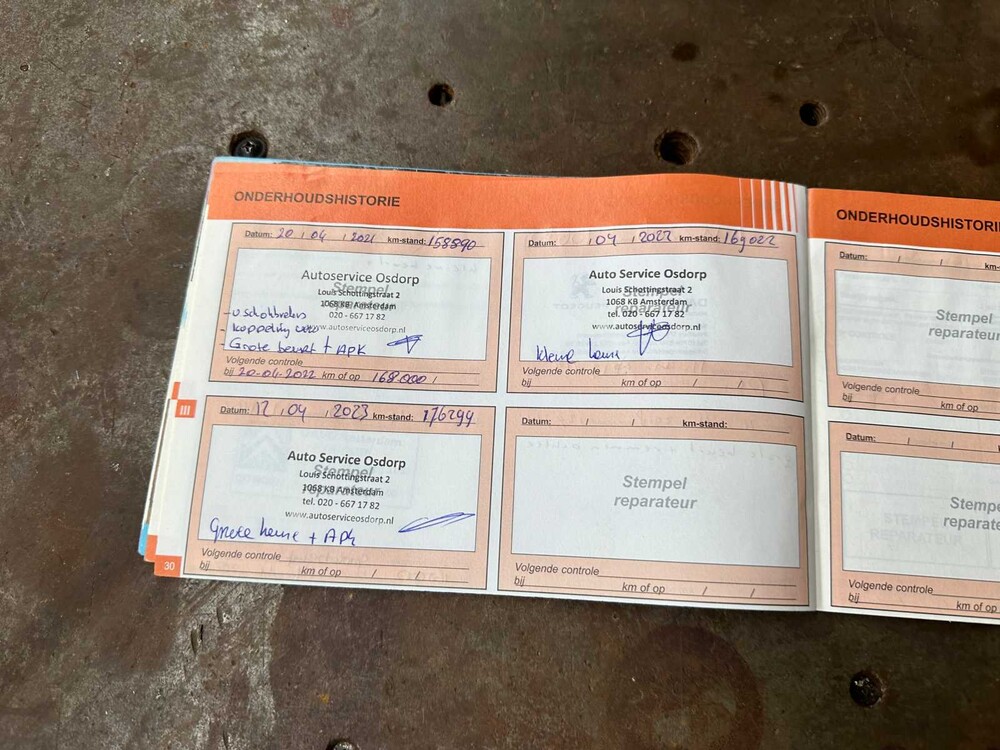 ONDERHOUDSHISTORIE
Datum: 20 / 04 / 2021 km-stand: 158890
Autoservice Osdorp
Stempel
Louis Schottingstraat 2
1068 KB Amsterdam
020 - 667 17 82
www.autoserviceosdorp.nl
- v schokbrekers
- koppeling
- Grote beurt + APK
Volgende controle
bij 20-04-2022 km of op 168.000 /
Datum: / 04 / 2022 km-stand: 169022
Auto Service Osdorp
Stempel
Louis Schottingstraat 2
reparateur
1068 KB Amsterdam
tel. 020 - 667 17 82
www.autoserviceosdorp.nl
kleine beurt
Volgende controle
bij km of op / /
III
Datum: 12 / 04 / 2023 km-stand: 176299
Auto Service Osdorp
Stempel
Louis Schottingstraat 2
reparateur
1068 KB Amsterdam
tel. 020 - 667 17 82
www.autoserviceosdorp.nl
Grote beurt + APK
Volgende controle
bij km of op / /
Datum: / / km-stand:
Stempel
reparateur
Volgende controle
bij km of op / /
30
ONDERHOUDSHISTORI
Datum: / / km-
Stempel
reparateu
Volgende controle
bij km of op
Datum: / / km-
Stemp
reparate
Volgende controle
bij km of op